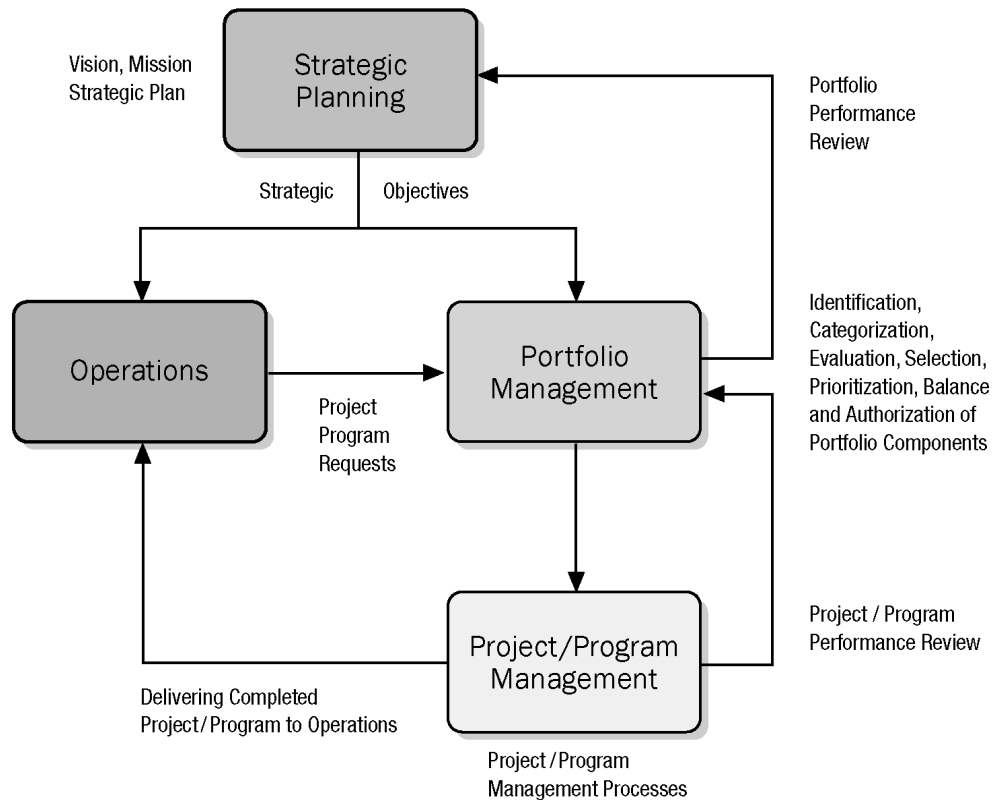 Strategic
Planning
Vision, Mission
Strategic Plan
Portfolio
Performance
Review
Strategic Objectives
Operations
Portfolio
Management
Identification,
Categorization,
Evaluation, Selection,
Prioritization, Balance
and Authorization of
Portfolio Components
Project
Program
Requests
Project/Program
Management
Project / Program
Performance Review
Delivering Completed
Project/Program to Operations
Project / Program
Management Processes